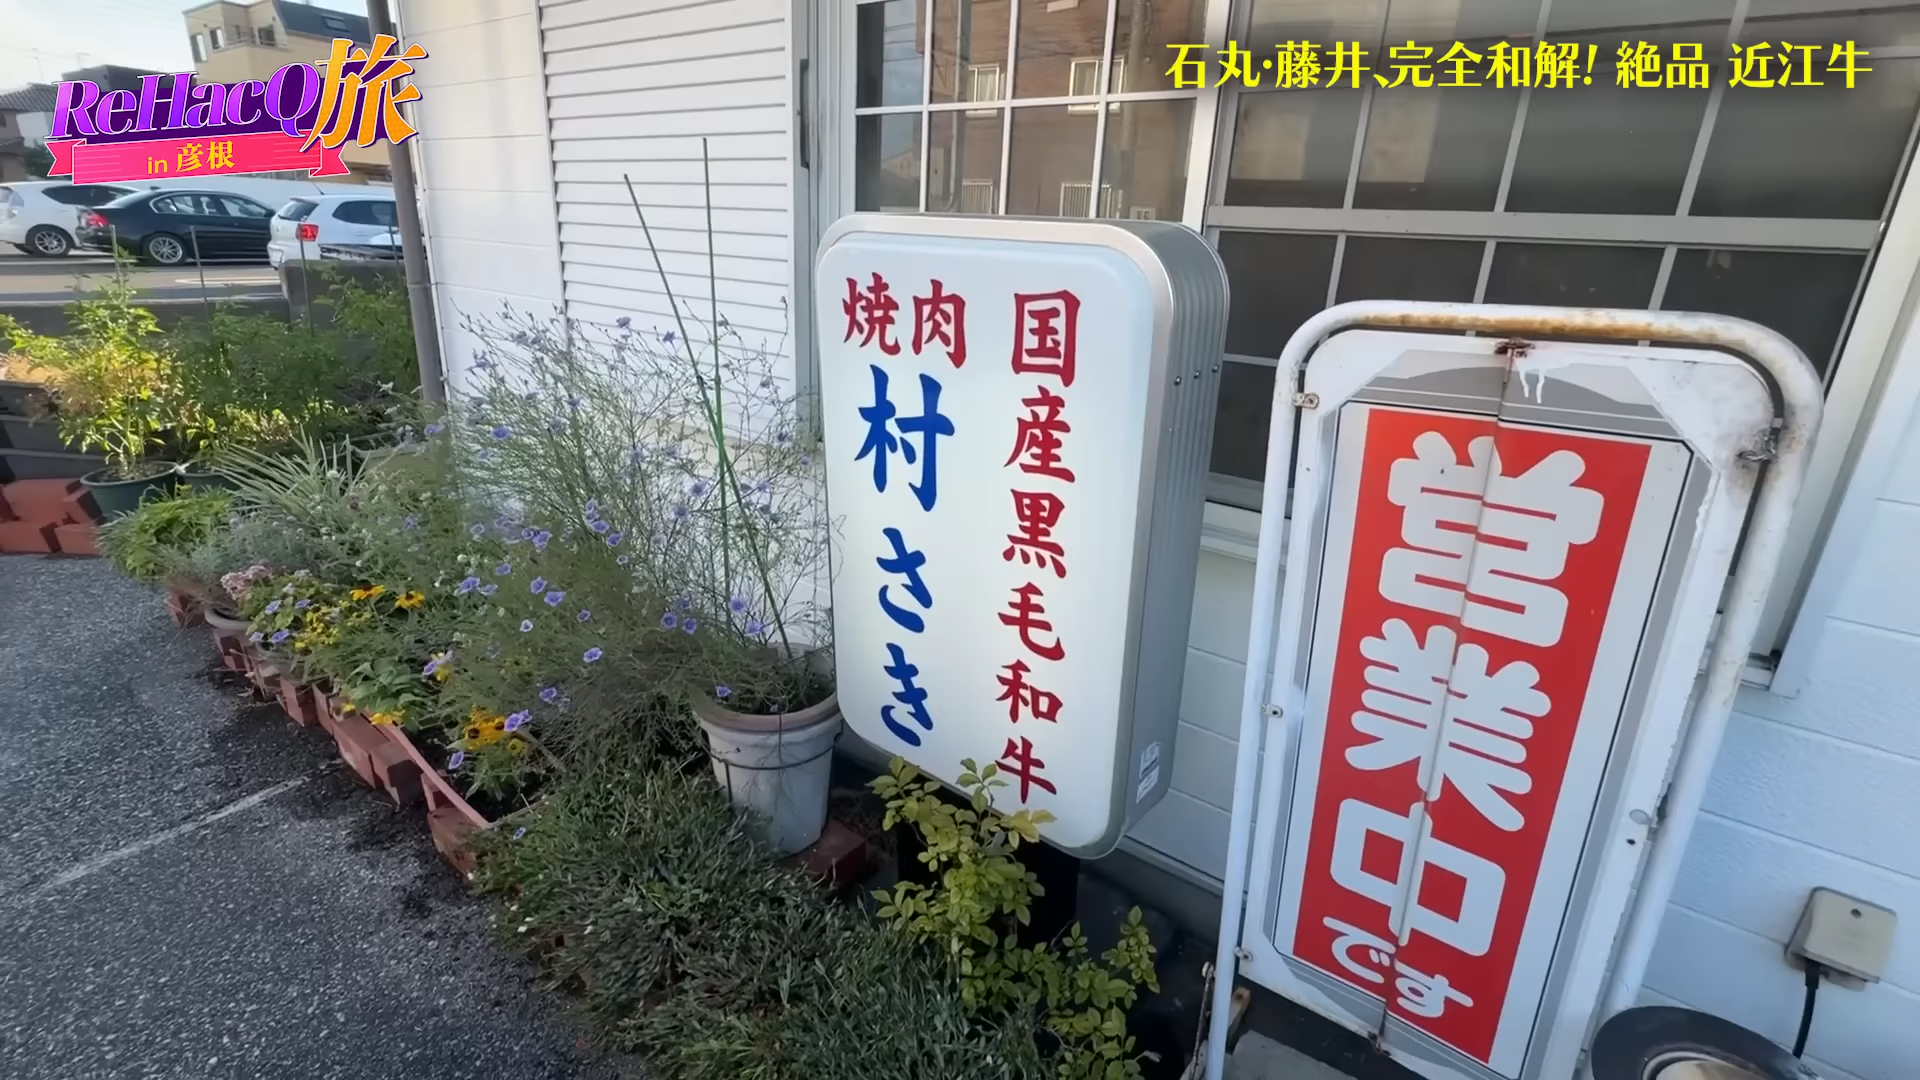 ReHacQ旅
in 彦根
石丸・藤井、完全和解! 絶品 近江牛
国産黒毛和牛
焼肉
村さき
営業中
です